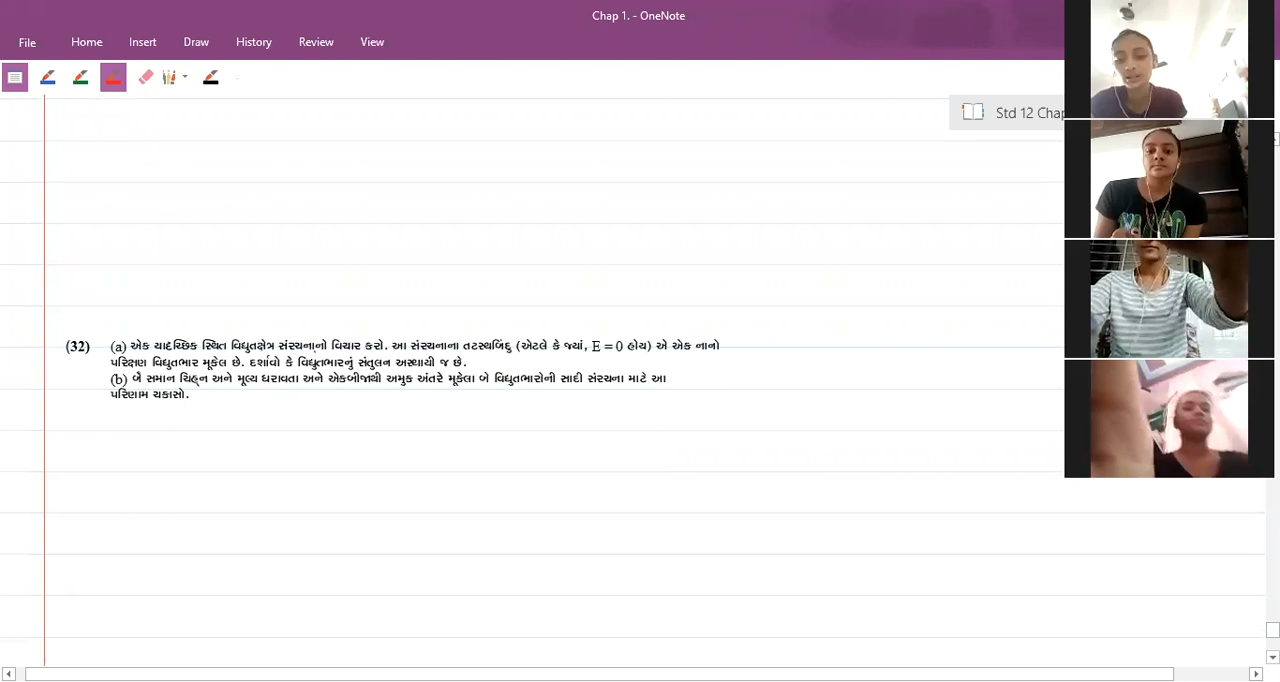 Chap 1. - OneNote
File Home Insert Draw History Review View
Std 12 Chap
(32) (a) એક યાદચ્છિક સ્થિત વિદ્યુતક્ષેત્ર સંરચનાનો વિચાર કરો. આ સંરચનાના તટસ્થબિંદુ (એટલે કે જ્યાં, E = 0 હોય) એ એક નાનો
પરિક્ષણ વિદ્યુતભાર મૂકેલ છે. દર્શાવો કે વિદ્યુતભારનું સંતુલન અસ્થાયી જ છે.
(b) બે સમાન ચિહ્ન અને મૂલ્ય ધરાવતા અને એકબીજાથી અમુક અંતરે મૂકેલા બે વિદ્યુતભારોની સાદી સંરચના માટે આ
પરિણામ ચકાસો.